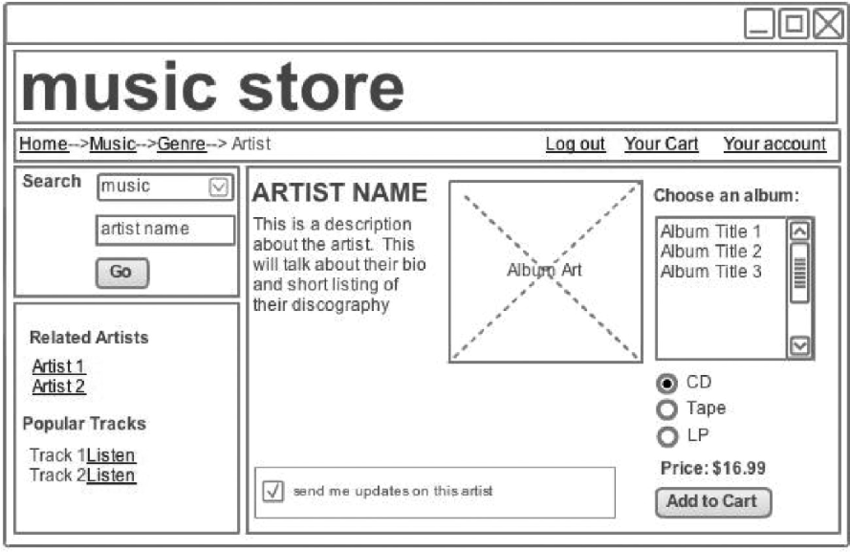 music store
Home-->Music-->Genre--> Artist
Log out Your Cart Your account
Search music
artist name
Go
Related Artists
Artist 1
Artist 2
Popular Tracks
Track 1Listen
Track 2Listen
ARTIST NAME
This is a description
about the artist. This
will talk about their bio
and short listing of
their discography
Album Art
send me updates on this artist
Choose an album:
Album Title 1
Album Title 2
Album Title 3
CD
Tape
LP
Price: $16.99
Add to Cart